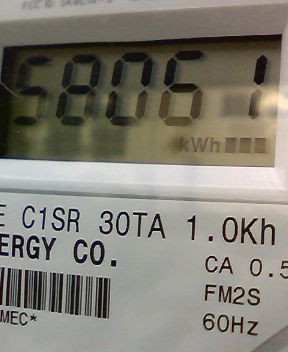 58061
kWh
E C1SR 30TA 1.0Kh
ERGY CO.
CA 0.5
FM2S
MEC*
60Hz